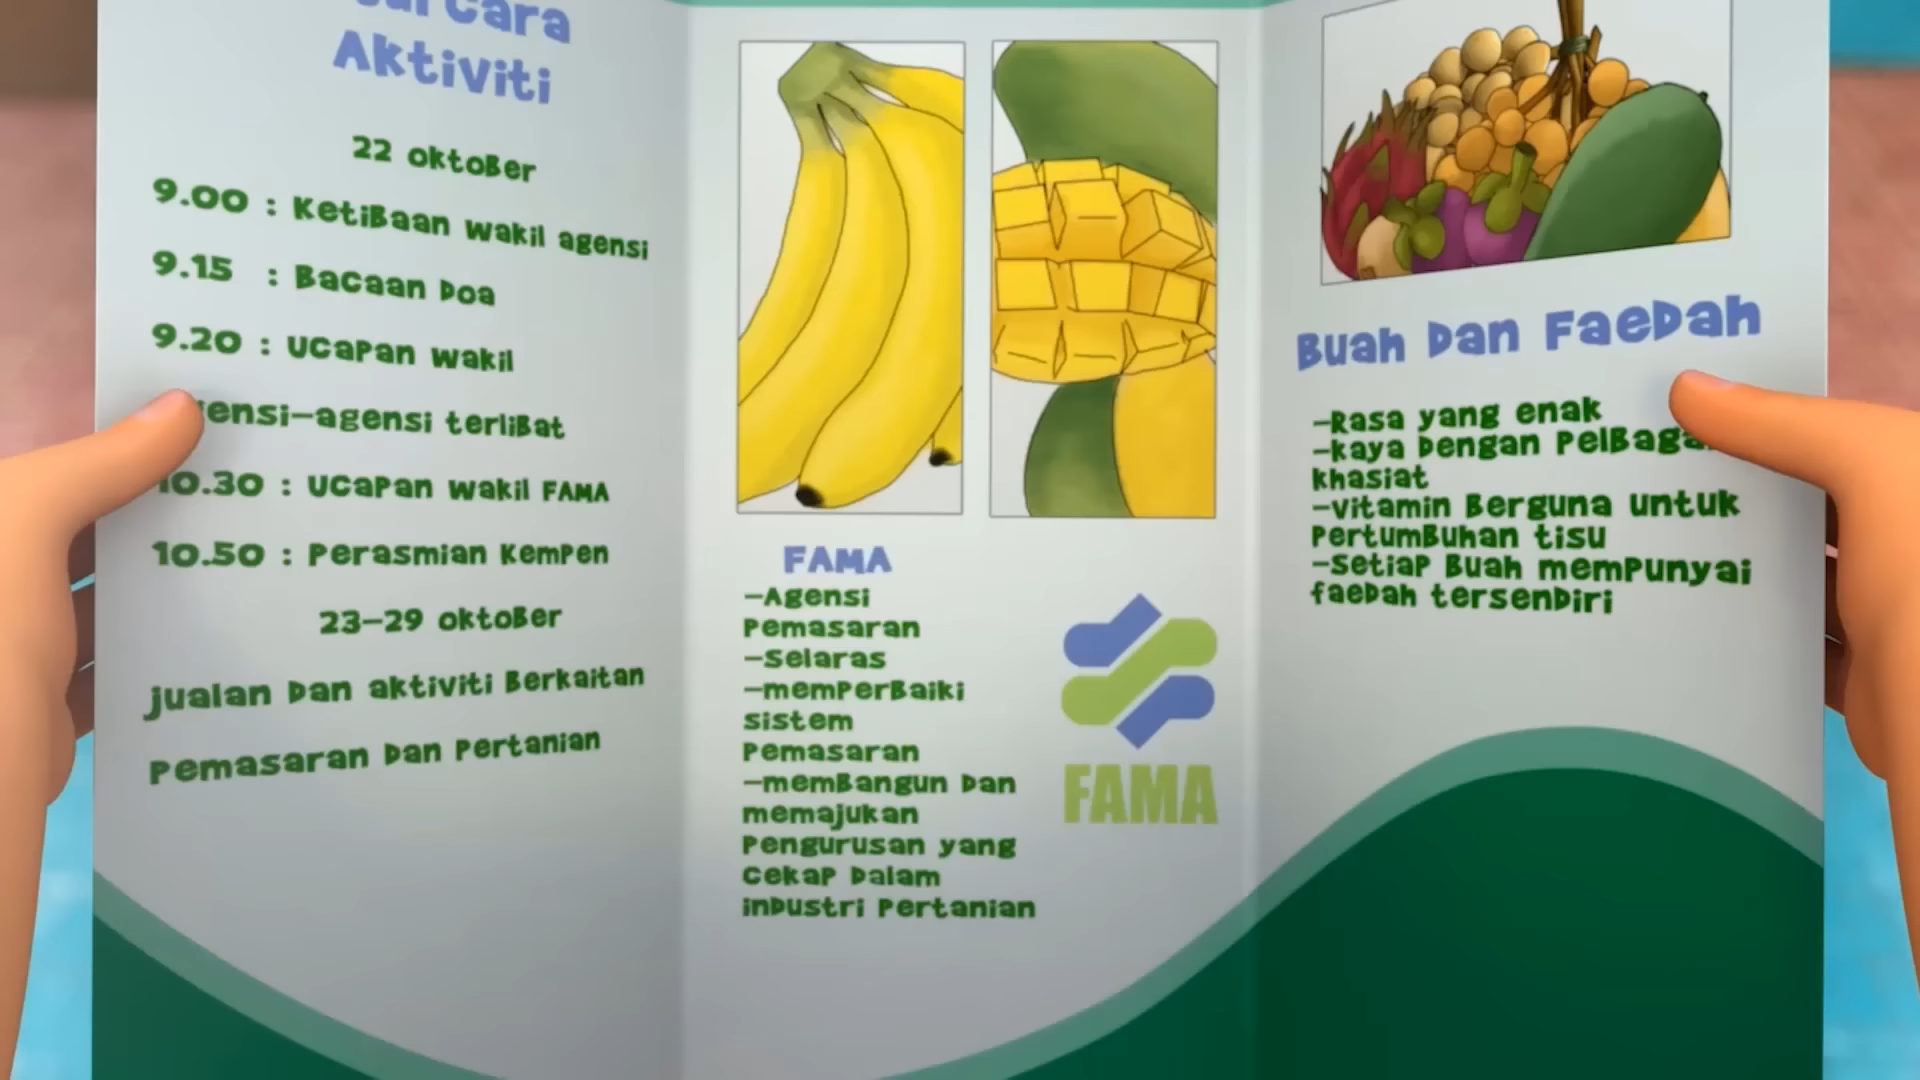 Aktiviti
22 oktober
9.00 : Ketibaan wakil agensi
9.15 : Bacaan Doa
9.20 : Ucapan wakil
agensi-agensi terlibat
10.30 : Ucapan wakil FAMA
10.50 : Perasmian Kempen
23-29 oktober
jualan dan aktiviti Berkaitan
Pemasaran dan Pertanian
FAMA
-Agensi
Pemasaran
-Selaras
-memperbaiki
sistem
Pemasaran
-membangun dan
memajukan
Pengurusan yang
Cekap Dalam
industri Pertanian
FAMA
Buah Dan Faedah
-Rasa yang enak
-kaya dengan
khasiat
-vitamin Berguna untuk
Pertumbuhan tisu
-Setiap Buah mempunyai
faedah tersendiri